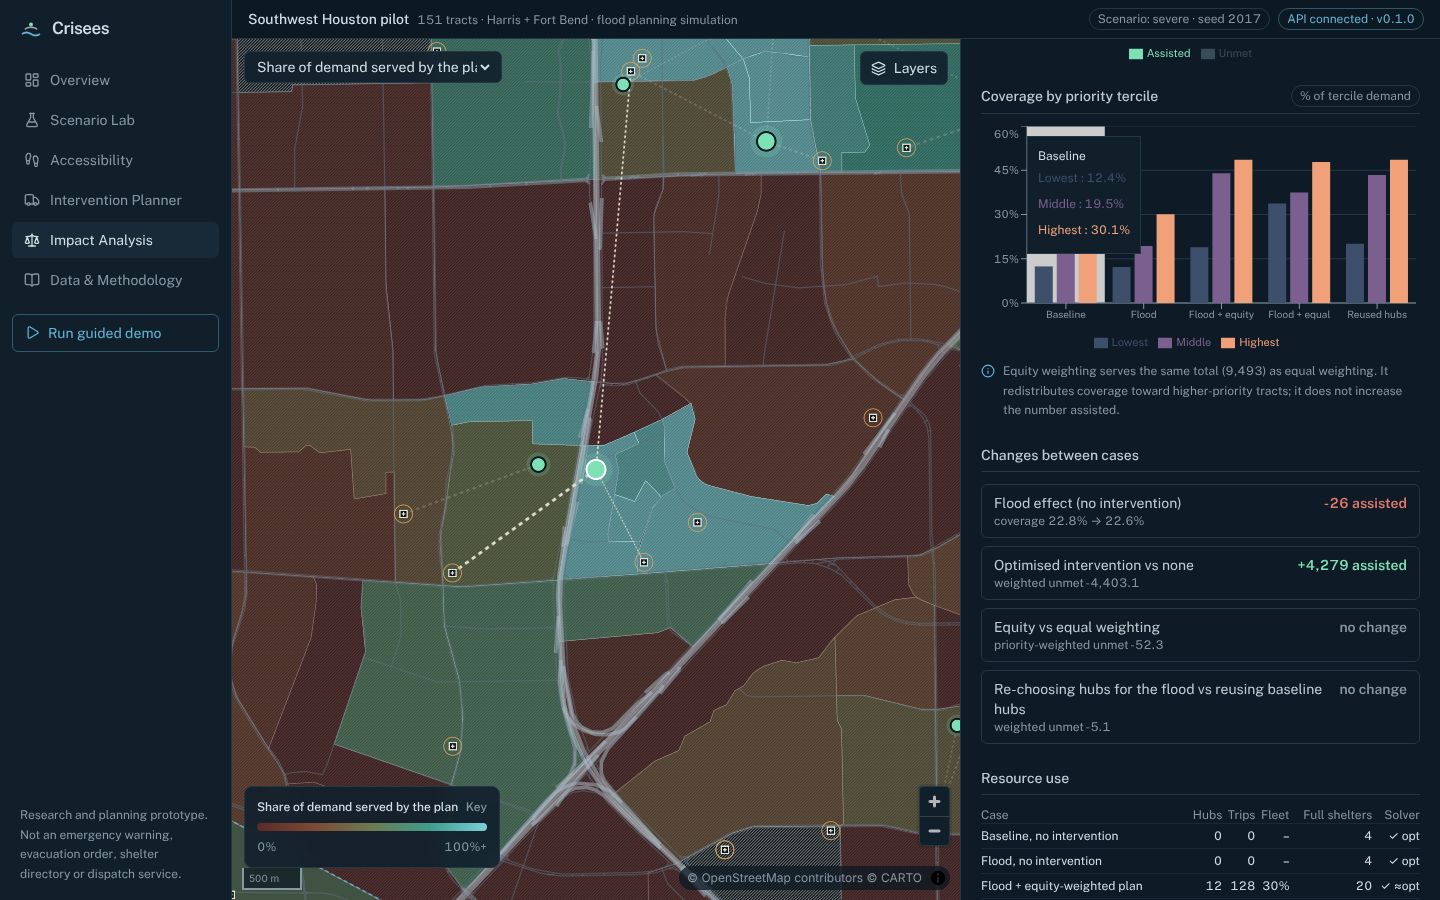 Crisees
Overview
Scenario Lab
Accessibility
Intervention Planner
Impact Analysis
Data & Methodology
Run guided demo
Research and planning prototype.
Not an emergency warning,
evacuation order, shelter
directory or dispatch service.
Southwest Houston pilot 151 tracts · Harris + Fort Bend · flood planning simulation
Scenario: severe · seed 2017
API connected · v0.1.0
Share of demand served by the pl
Layers
Share of demand served by the plan Key
0% 100%+
500 m
© OpenStreetMap contributors © CARTO
Assisted Unmet
Coverage by priority tercile % of tercile demand
60%
45%
30%
15%
0%
Baseline
Lowest : 12.4%
Middle : 19.5%
Highest : 30.1%
Baseline Flood Flood + equity Flood + equal Reused hubs
Lowest Middle Highest
Equity weighting serves the same total (9,493) as equal weighting. It
redistributes coverage toward higher-priority tracts; it does not increase
the number assisted.
Changes between cases
Flood effect (no intervention) -26 assisted
coverage 22.8% → 22.6%
Optimised intervention vs none +4,279 assisted
weighted unmet -4,403.1
Equity vs equal weighting no change
priority-weighted unmet -52.3
Re-choosing hubs for the flood vs reusing baseline no change
hubs
weighted unmet -5.1
Resource use
Case Hubs Trips Fleet Full shelters Solver
Baseline, no intervention 0 0 – 4 ✓ opt
Flood, no intervention 0 0 – 4 ✓ opt
Flood + equity-weighted plan 12 128 30% 20 ✓ ≈opt